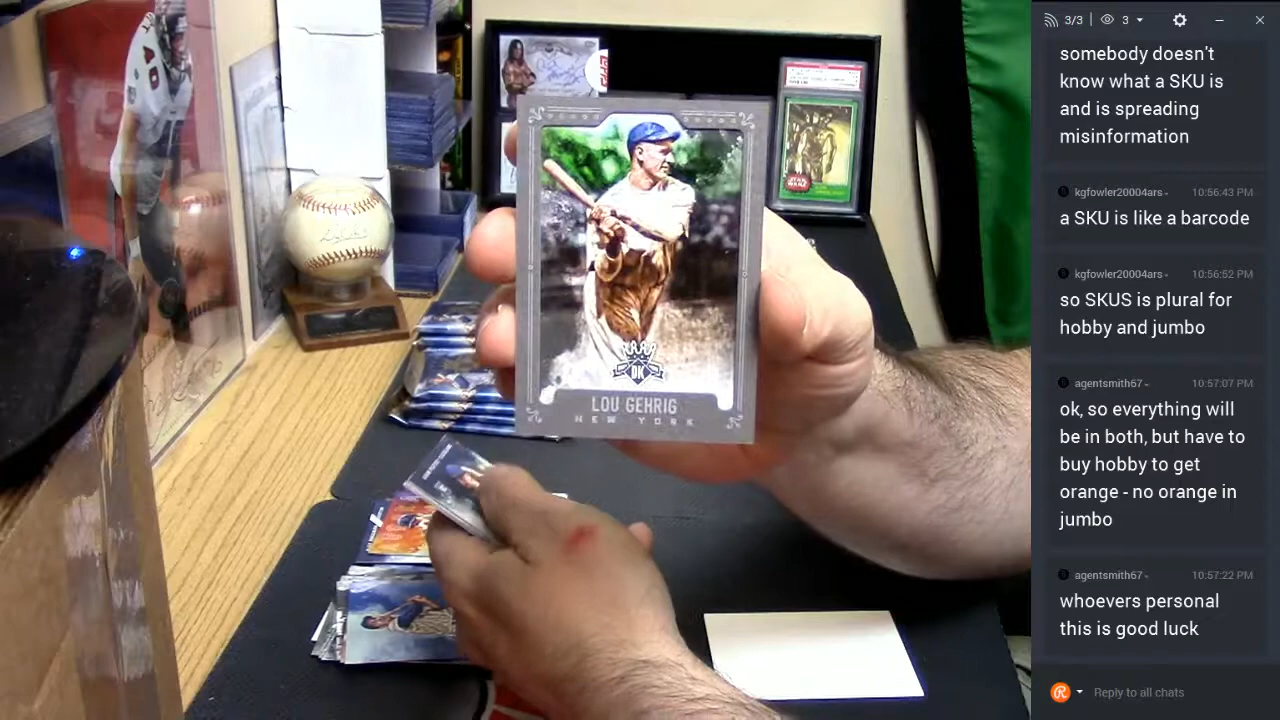 LOU GEHRIG
NEW YORK
DK
STAR WARS
3/3
3
somebody doesn't
know what a SKU is
and is spreading
misinformation
kgfowler20004ars- 10:56:43 PM
a SKU is like a barcode
kgfowler20004ars- 10:56:52 PM
so SKUS is plural for
hobby and jumbo
agentsmith67- 10:57:07 PM
ok, so everything will
be in both, but have to
buy hobby to get
orange - no orange in
jumbo
agentsmith67- 10:57:22 PM
whoevers personal
this is good luck
Reply to all chats